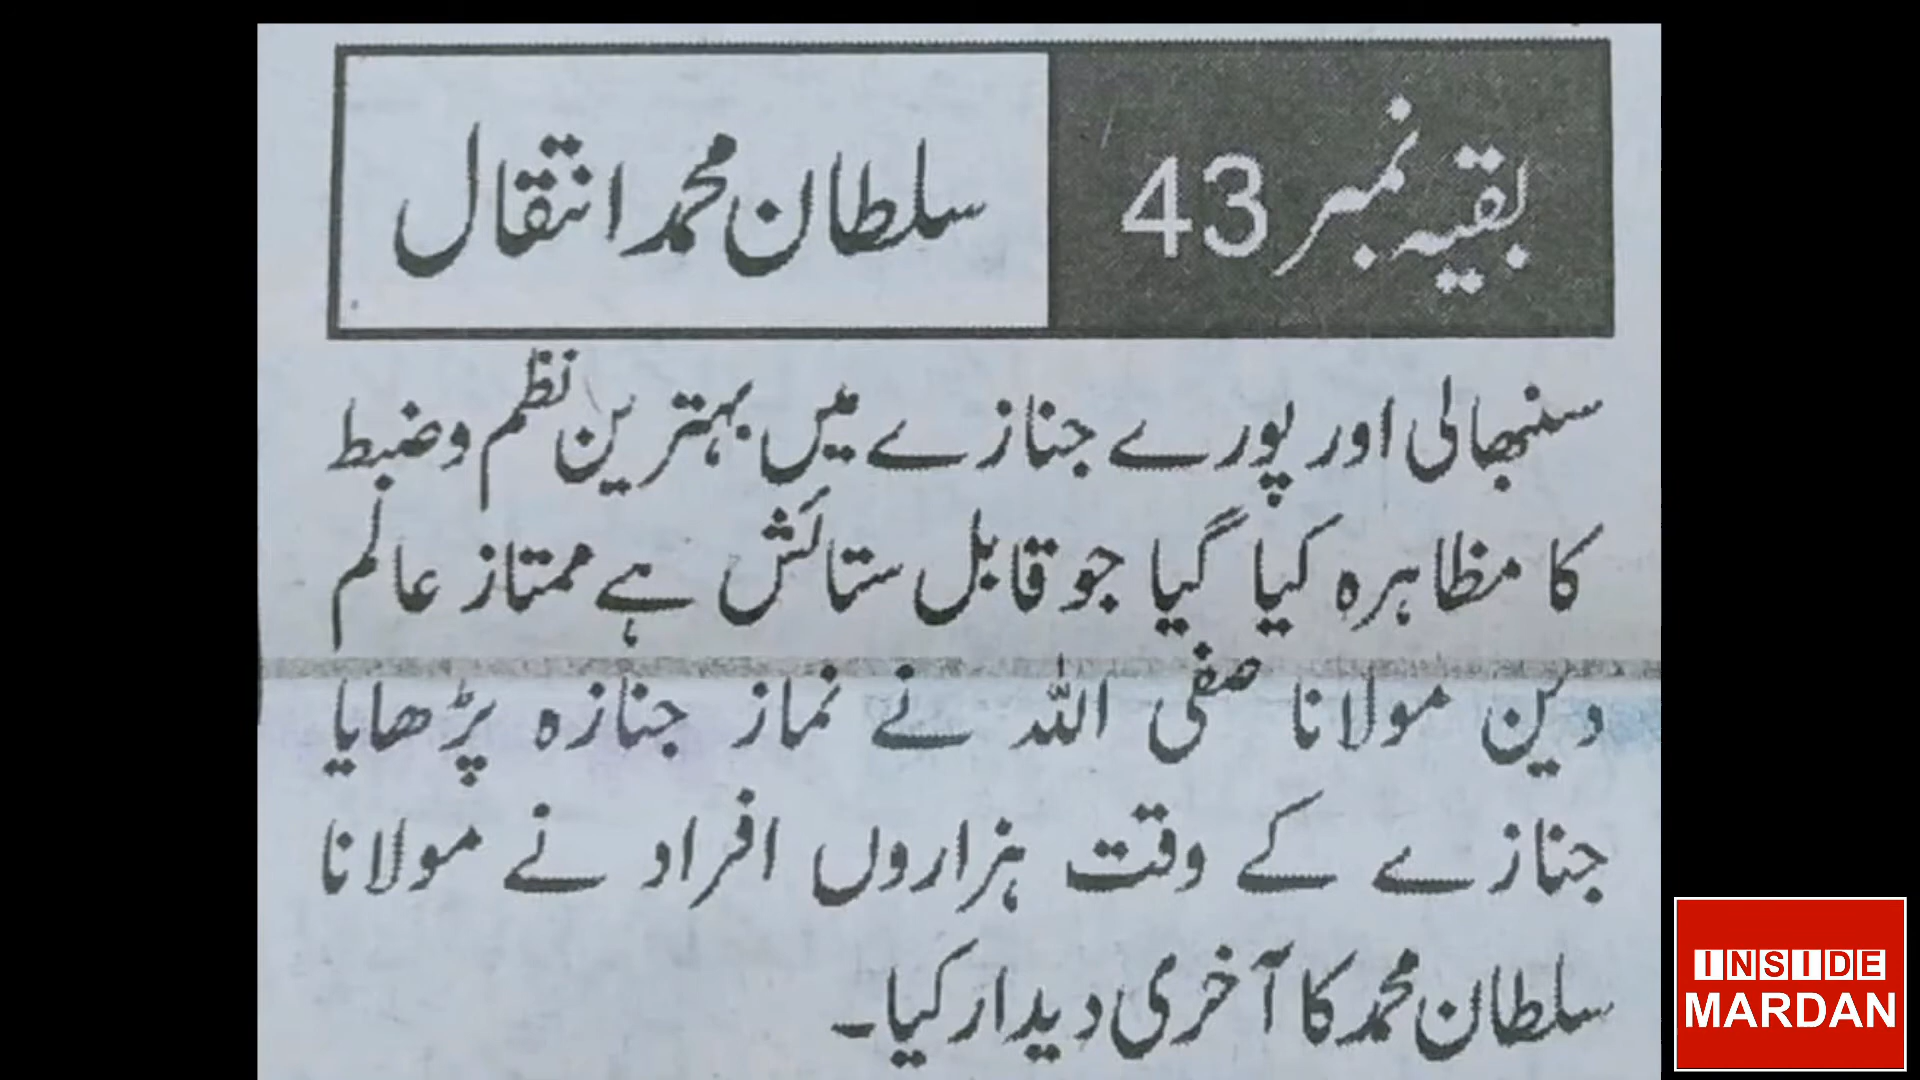 بقیہ نمبر 43 سلطان محمد انتقال
سنبھالی اور پورے جنازے میں بہترین نظم وضبط
کا مظاہرہ کیا گیا جو قابل ستائش ہے ممتاز عالم
دین مولانا صفی اللہ نے نماز جنازہ پڑھایا
جنازے کے وقت ہزاروں افراد نے مولانا
سلطان محمد کا آخری دیدار کیا۔
INSIDE
MARDAN